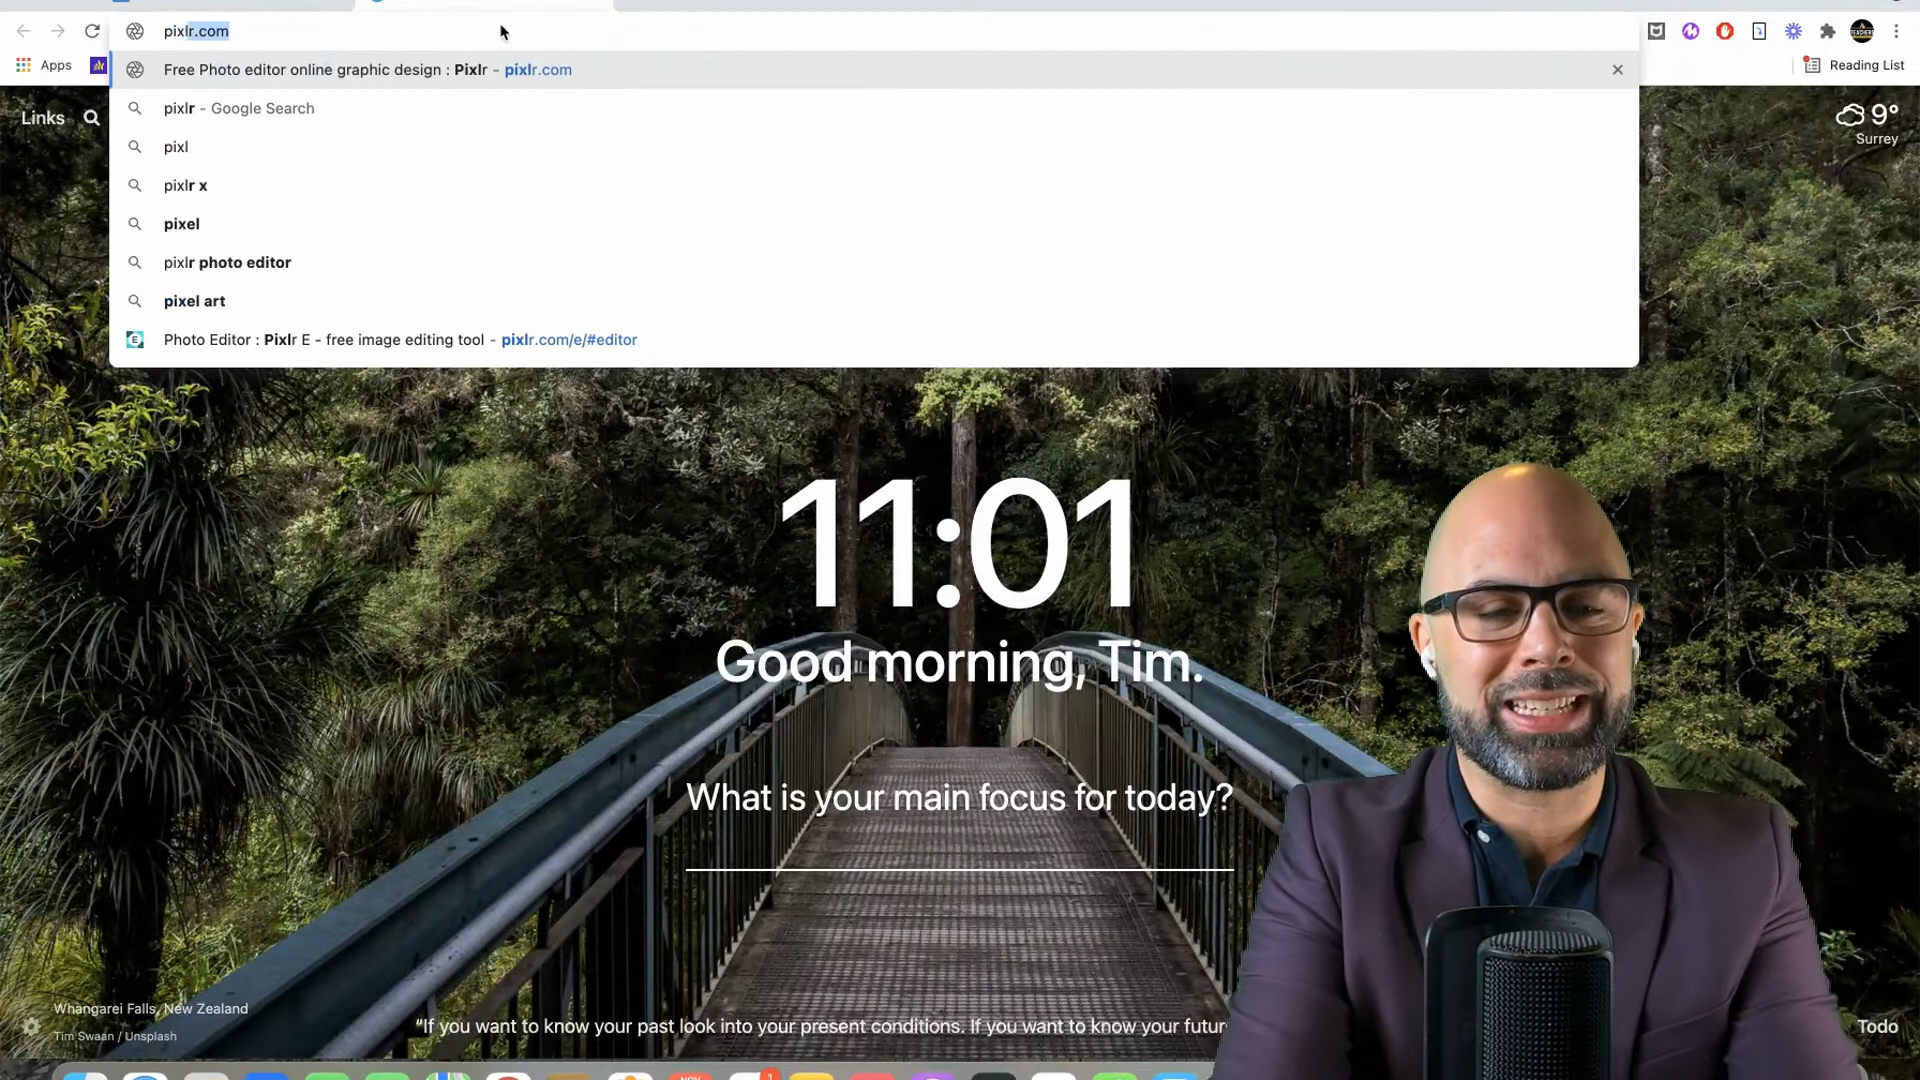 pixlr.com
Apps
Reading List
Free Photo editor online graphic design : Pixlr - pixlr.com
pixlr - Google Search
pixl
pixlr x
pixel
pixlr photo editor
pixel art
Photo Editor : Pixlr E - free image editing tool - pixlr.com/e/#editor
Links
9°
Surrey
11:01
Good morning, Tim.
What is your main focus for today?
Whangarei Falls, New Zealand
Tim Swaan / Unsplash
“If you want to know your past look into your present conditions. If you want to know your futur
Todo
NOV
1